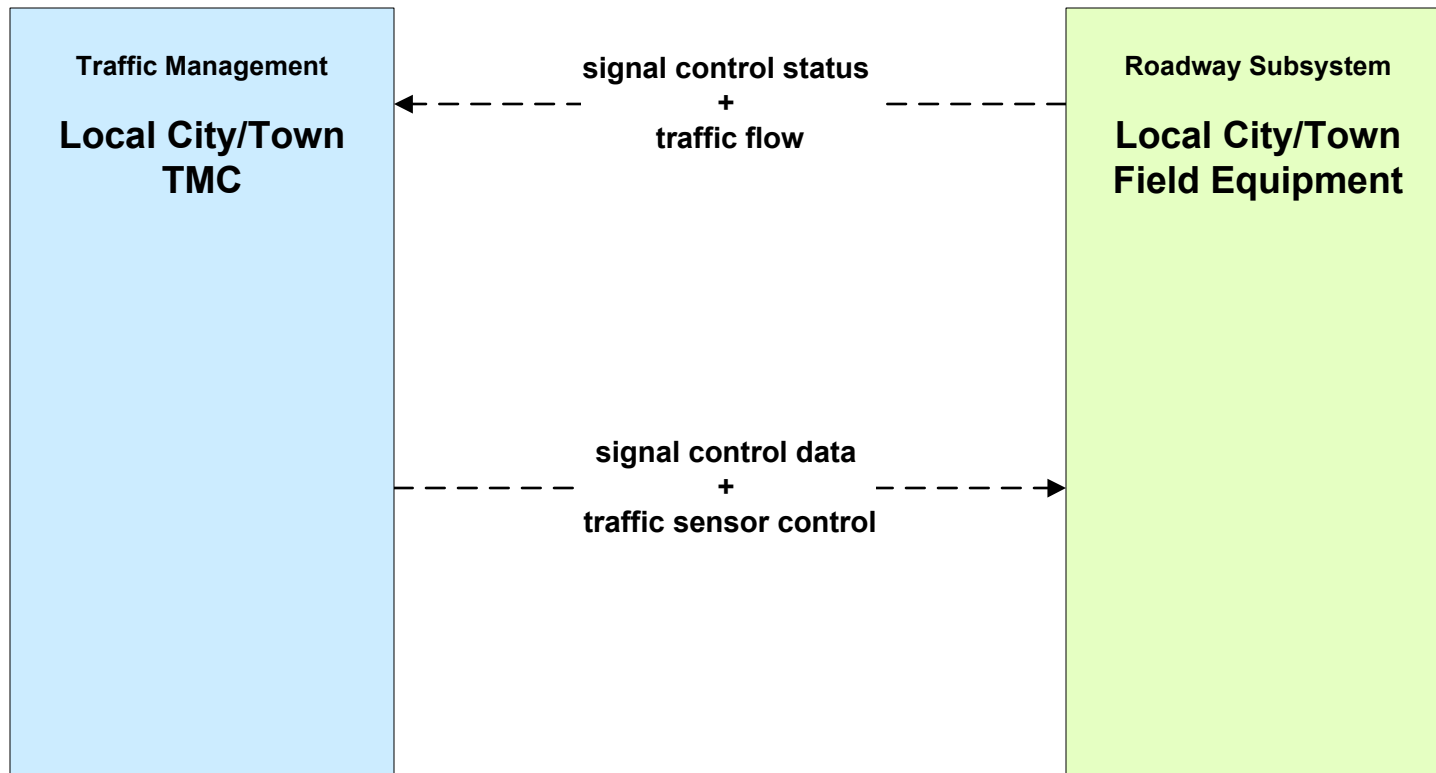 Traffic Management
Local City/Town
TMC
signal control status
+
traffic flow
signal control data
+
traffic sensor control
Roadway Subsystem
Local City/Town
Field Equipment